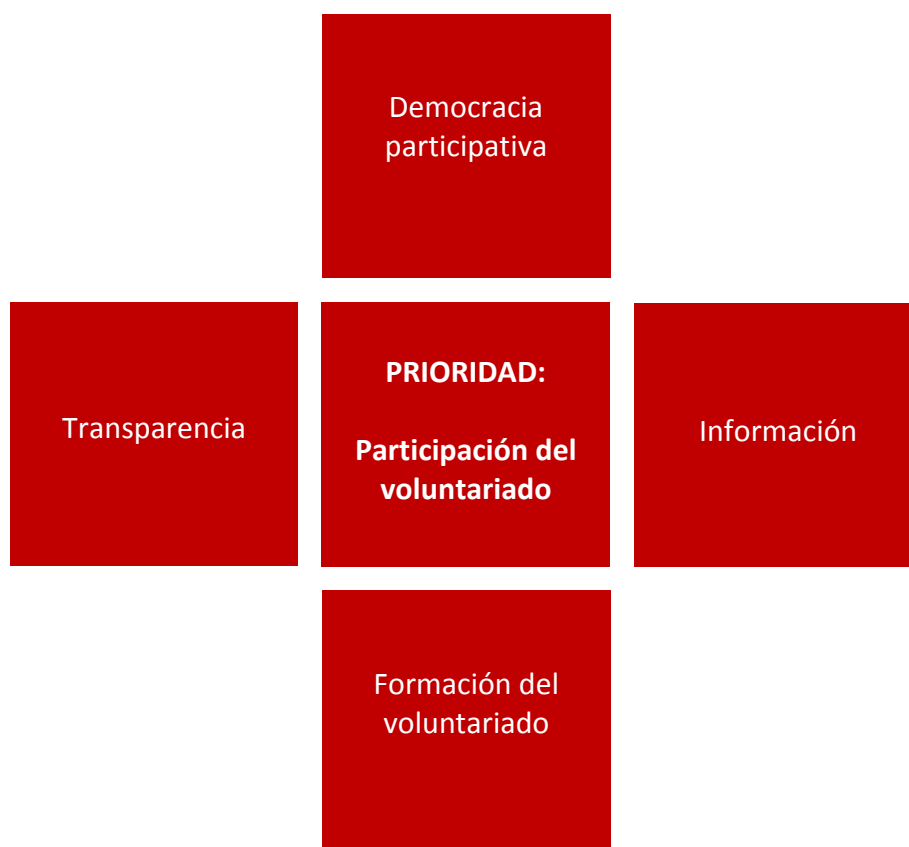 Democracia
participativa
Transparencia
PRIORIDAD:
Participación del
voluntariado
Información
Formación del
voluntariado